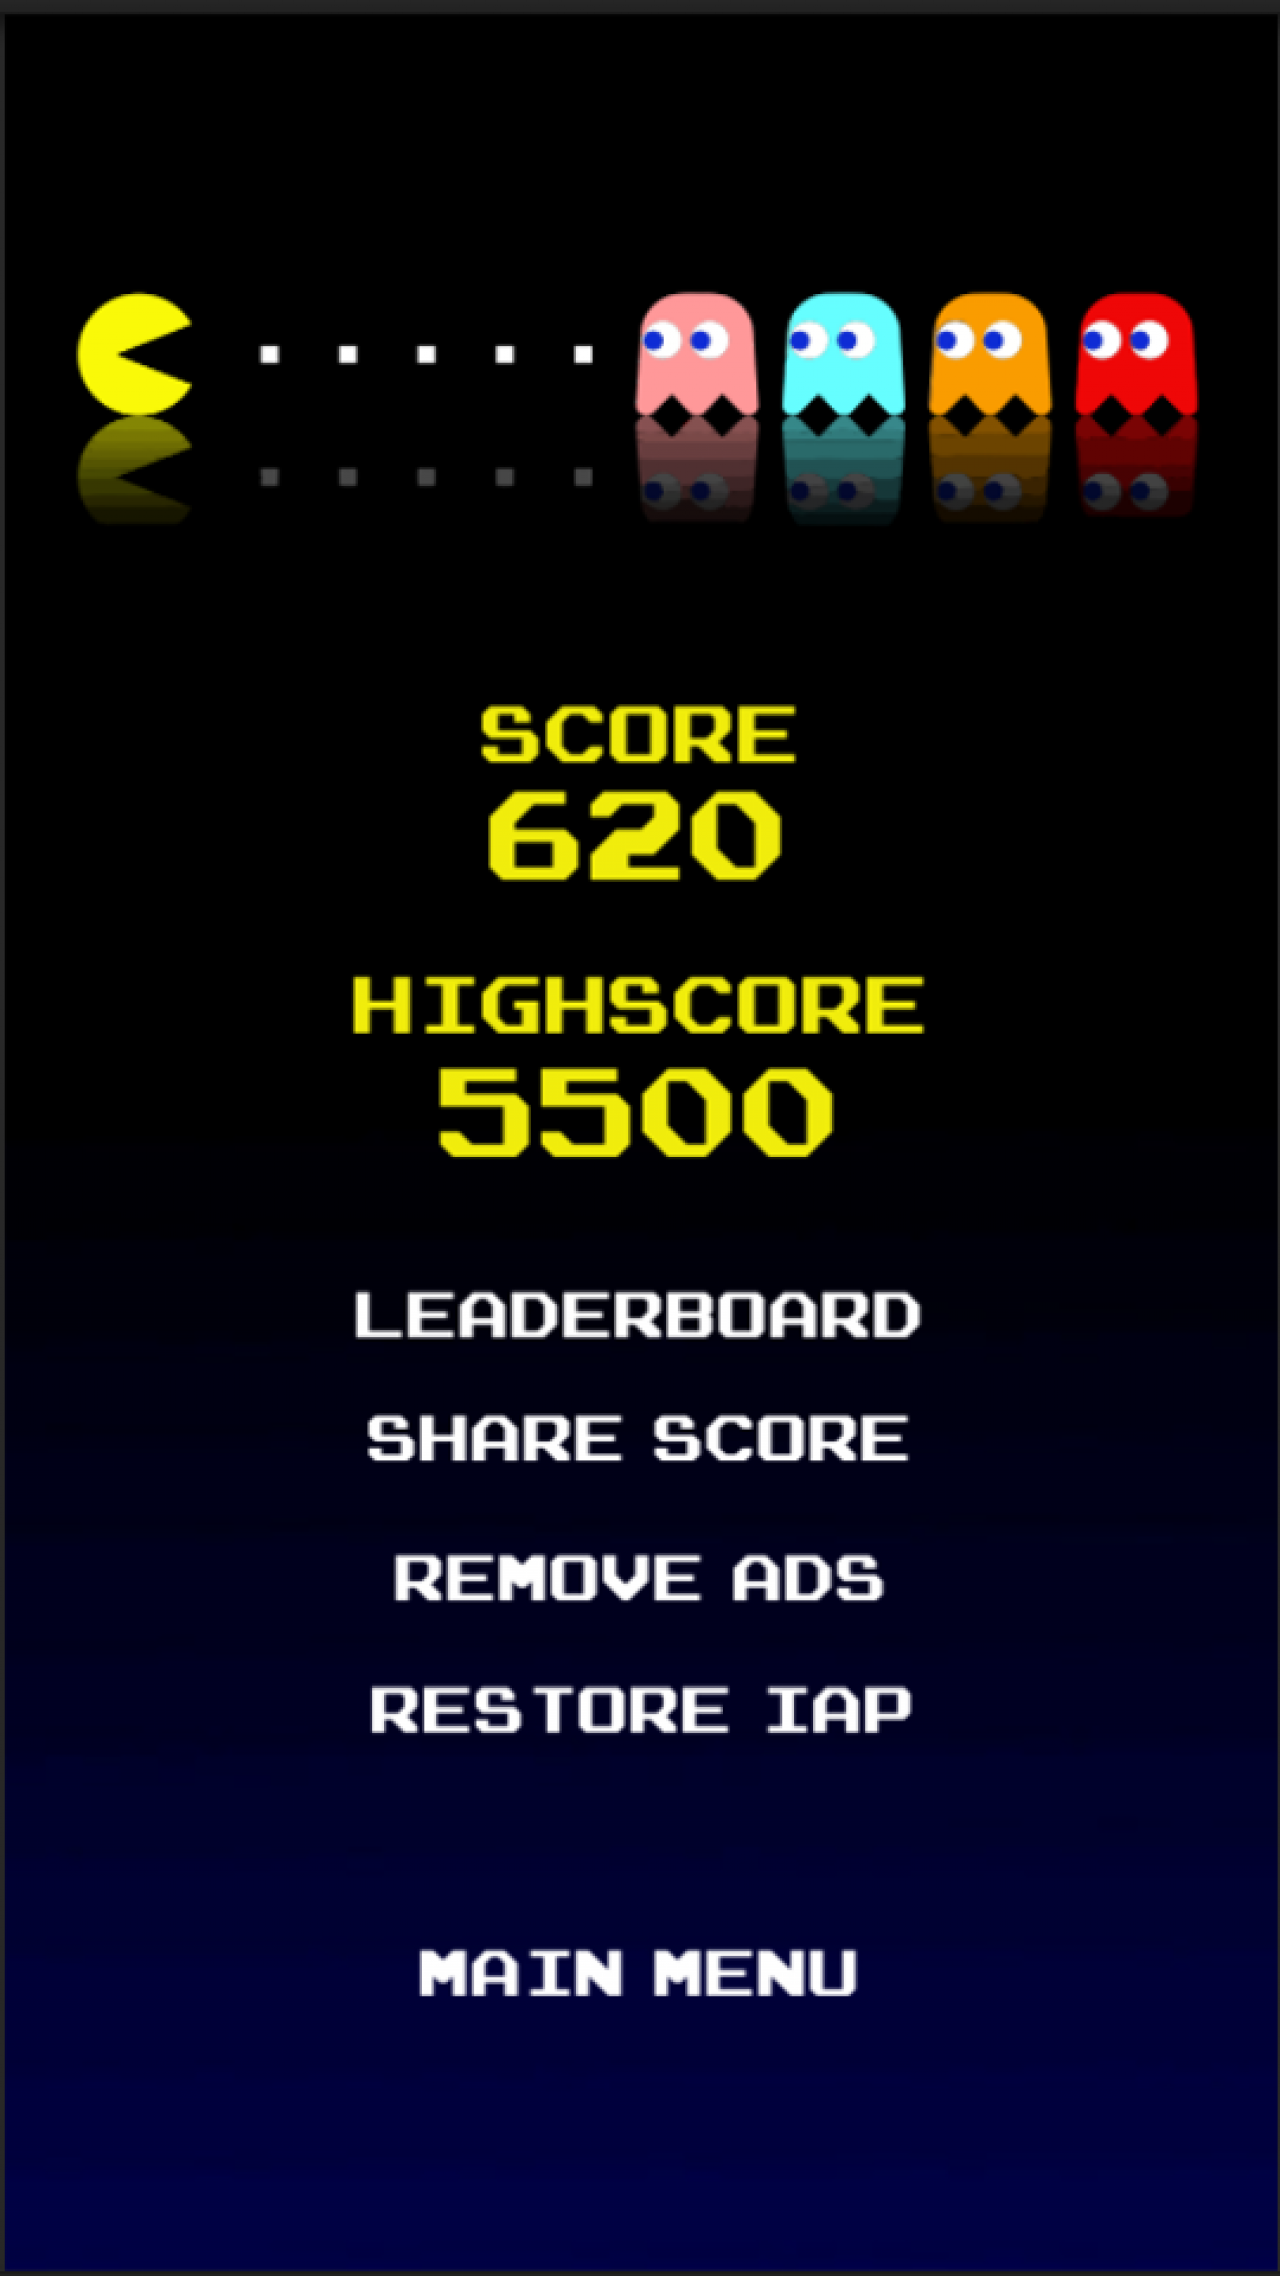 SCORE
620
HIGHSCORE
5500
LEADERBOARD
SHARE SCORE
REMOVE ADS
RESTORE IAP
MAIN MENU